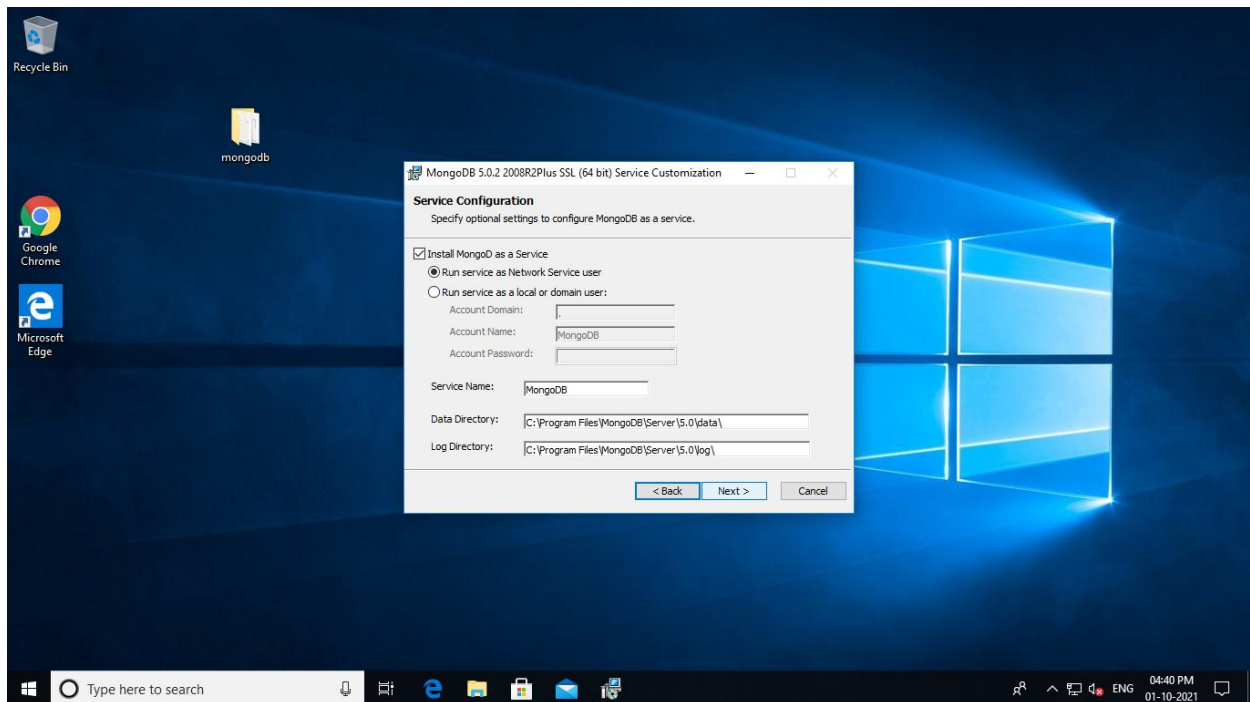 Recycle Bin
mongodb
Google
Chrome
Microsoft
Edge
MongoDB 5.0.2 2008R2Plus SSL (64 bit) Service Customization
Service Configuration
Specify optional settings to configure MongoDB as a service.
Install MongoD as a Service
Run service as Network Service user
Run service as a local or domain user:
Account Domain: .
Account Name: MongoDB
Account Password:
Service Name: MongoDB
Data Directory: C:\Program Files\MongoDB\Server\5.0\data\
Log Directory: C:\Program Files\MongoDB\Server\5.0\log\
< Back Next > Cancel
Type here to search
ENG
04:40 PM
01-10-2021